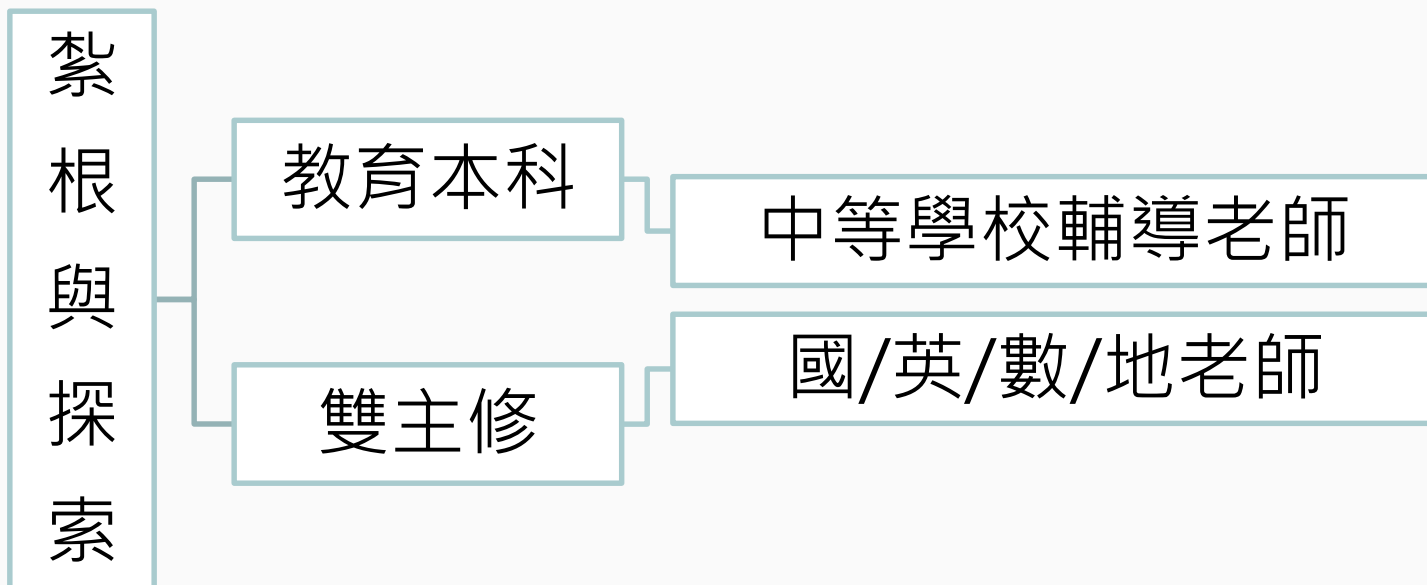 紮根與探索
教育本科
中等學校輔導老師
雙主修
國/英/數/地老師